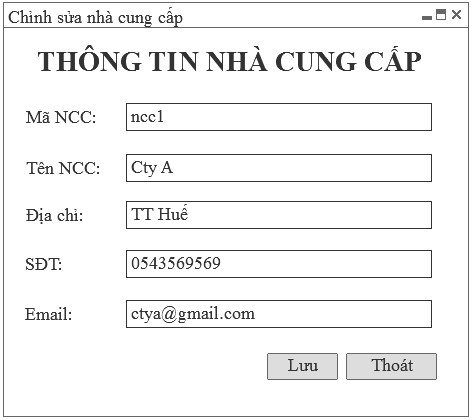 Chỉnh sửa nhà cung cấp
THÔNG TIN NHÀ CUNG CẤP
Mã NCC: ncc1
Tên NCC: Cty A
Địa chỉ: TT Huế
SĐT: 0543569569
Email: ctya@gmail.com
Lưu Thoát